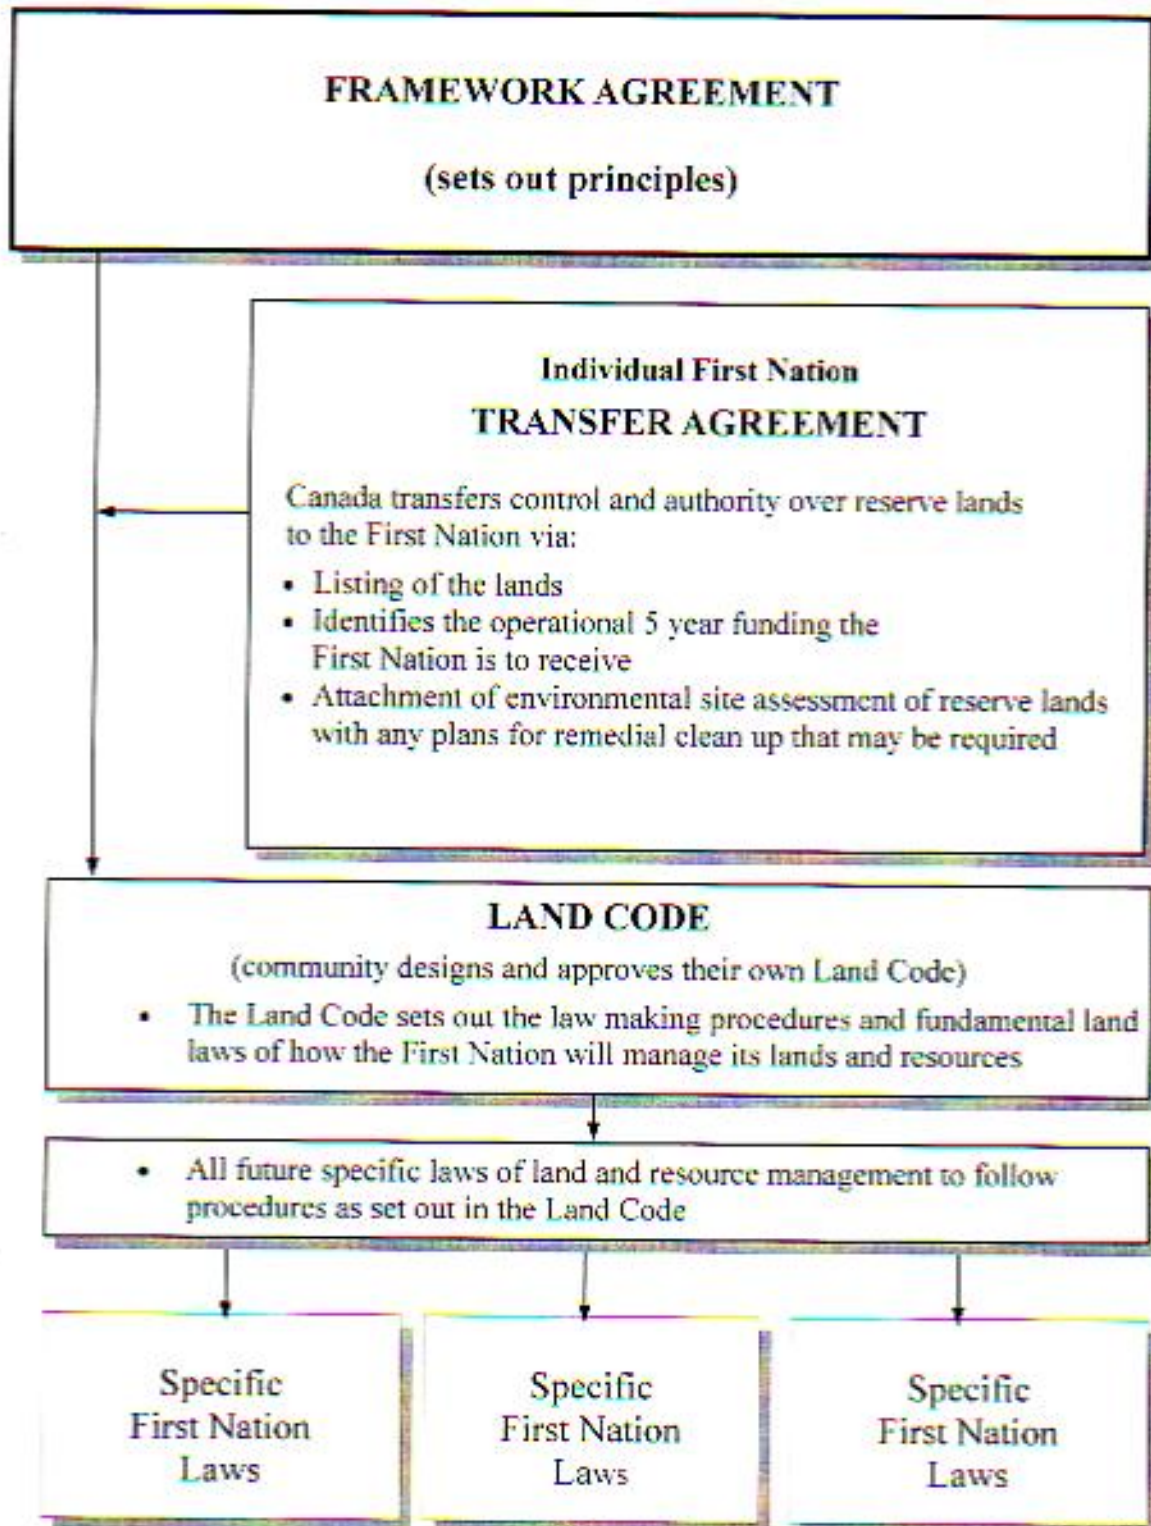 FRAMEWORK AGREEMENT
(sets out principles)
Individual First Nation
TRANSFER AGREEMENT
Canada transfers control and authority over reserve lands
to the First Nation via:
• Listing of the lands
• Identifies the operational 5 year funding the
First Nation is to receive
• Attachment of environmental site assessment of reserve lands
with any plans for remedial clean up that may be required
LAND CODE
(community designs and approves their own Land Code)
• The Land Code sets out the law making procedures and fundamental land
laws of how the First Nation will manage its lands and resources
• All future specific laws of land and resource management to follow
procedures as set out in the Land Code
Specific
First Nation
Laws
Specific
First Nation
Laws
Specific
First Nation
Laws